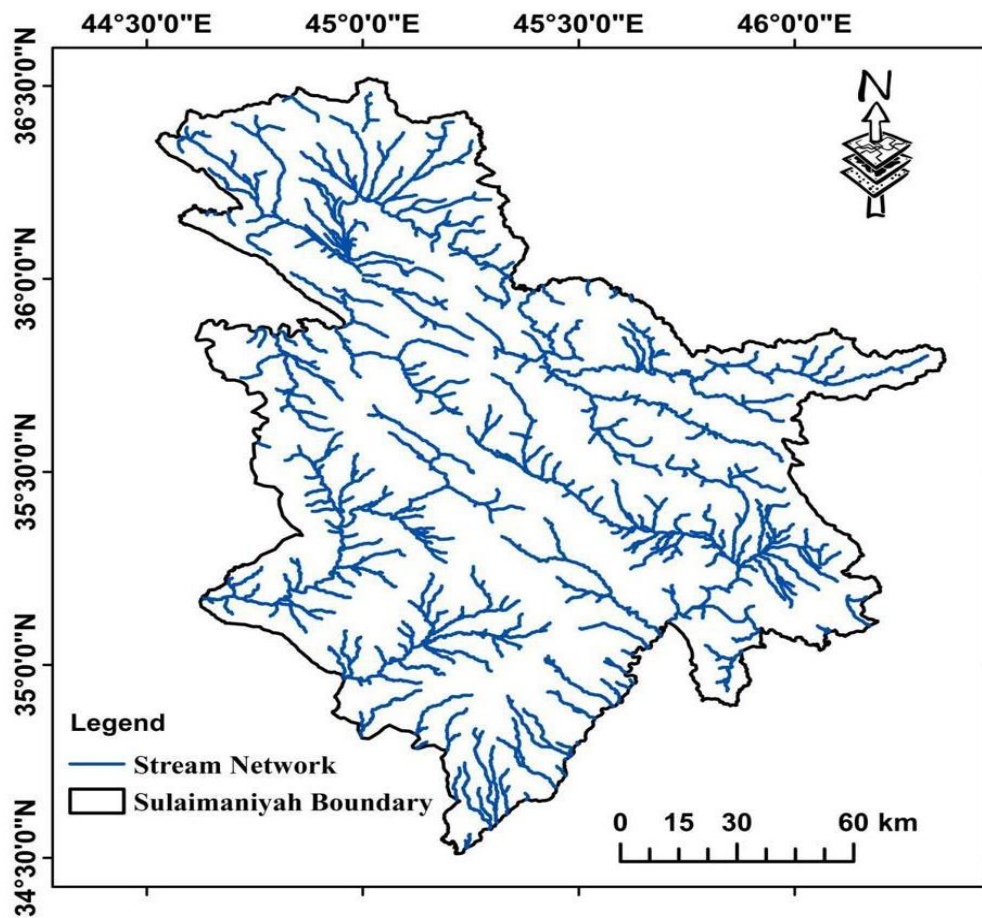 44°30'0"E 45°0'0"E 45°30'0"E 46°0'0"E
N
36°30'0"N
36°0'0"N
35°30'0"N
35°0'0"N
34°30'0"N
Legend
Stream Network
Sulaimaniyah Boundary
0 15 30 60 km